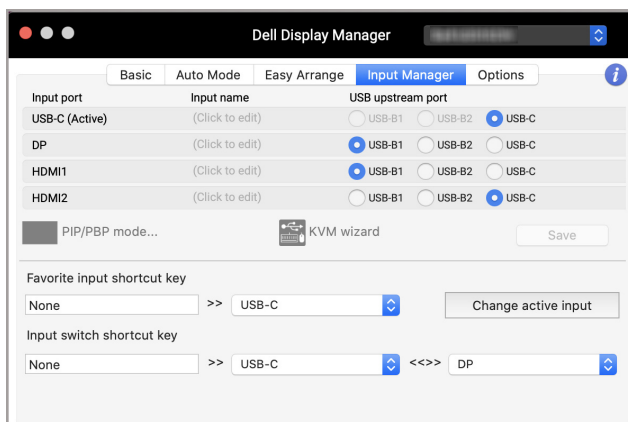 Dell Display Manager
Basic Auto Mode Easy Arrange Input Manager Options i
Input port Input name USB upstream port
USB-C (Active) (Click to edit) USB-B1 USB-B2 USB-C
DP (Click to edit) USB-B1 USB-B2 USB-C
HDMI1 (Click to edit) USB-B1 USB-B2 USB-C
HDMI2 (Click to edit) USB-B1 USB-B2 USB-C
PIP/PBP mode... KVM wizard Save
Favorite input shortcut key
None >> USB-C Change active input
Input switch shortcut key
None >> USB-C <<>> DP